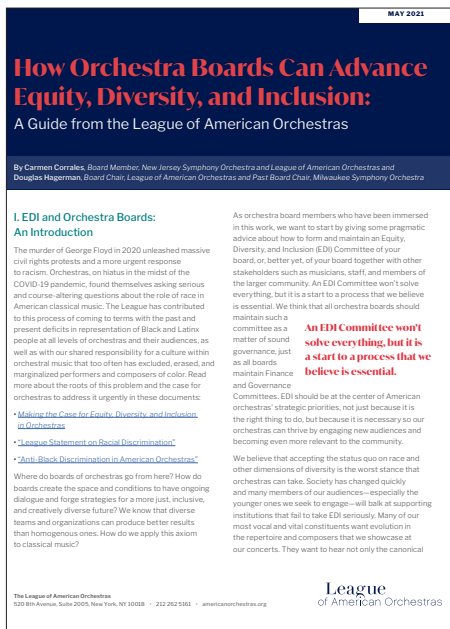 MAY 2021
How Orchestra Boards Can Advance
Equity, Diversity, and Inclusion:
A Guide from the League of American Orchestras
By Carmen Corrales, Board Member, New Jersey Symphony Orchestra and League of American Orchestras and
Douglas Hagerman, Board Chair, League of American Orchestras and Past Board Chair, Milwaukee Symphony Orchestra
I. EDI and Orchestra Boards:
An Introduction
The murder of George Floyd in 2020 unleashed massive
civil rights protests and a more urgent response
to racism. Orchestras, on hiatus in the midst of the
COVID-19 pandemic, found themselves asking serious
and course-altering questions about the role of race in
American classical music. The League has contributed
to this process of coming to terms with the past and
present deficits in representation of Black and Latinx
people at all levels of orchestras and their audiences, as
well as with our shared responsibility for a culture within
orchestral music that too often has excluded, erased, and
marginalized performers and composers of color. Read
more about the roots of this problem and the case for
orchestras to address it urgently in these documents:
• Making the Case for Equity, Diversity, and Inclusion,
in Orchestras
• "League Statement on Racial Discrimination"
• "Anti-Black Discrimination in American Orchestras"
Where do boards of orchestras go from here? How do
boards create the space and conditions to have ongoing
dialogue and forge strategies for a more just, inclusive,
and creatively diverse future? We know that diverse
teams and organizations can produce better results
than homogenous ones. How do we apply this axiom
to classical music?
As orchestra board members who have been immersed
in this work, we want to start by giving some pragmatic
advice about how to form and maintain an Equity,
Diversity, and Inclusion (EDI) Committee of your
board, or, better yet, of your board together with other
stakeholders such as musicians, staff, and members of
the larger community. An EDI Committee won't solve
everything, but it is a start to a process that we believe
is essential. We think that all orchestra boards should
maintain such a
committee as a
matter of sound
governance, just
as all boards
maintain Finance
and Governance
Committees. EDI should be at the center of American
orchestras' strategic priorities, not just because it is
the right thing to do, but because it is necessary so our
orchestras can thrive by engaging new audiences and
becoming even more relevant to the community.
An EDI Committee won't
solve everything, but it is
a start to a process that we
believe is essential.
We believe that accepting the status quo on race and
other dimensions of diversity is the worst stance that
orchestras can take. Society has changed quickly
and many members of our audiences—especially the
younger ones we seek to engage—will balk at supporting
institutions that fail to take EDI seriously. Many of our
most vocal and vital constituents want evolution in
the repertoire and composers that we showcase at
our concerts. They want to hear not only the canonical
The League of American Orchestras
520 8th Avenue, Suite 2005, New York, NY 10018 • 212 262 5161 • americanorchestras.org
League
of American Orchestras